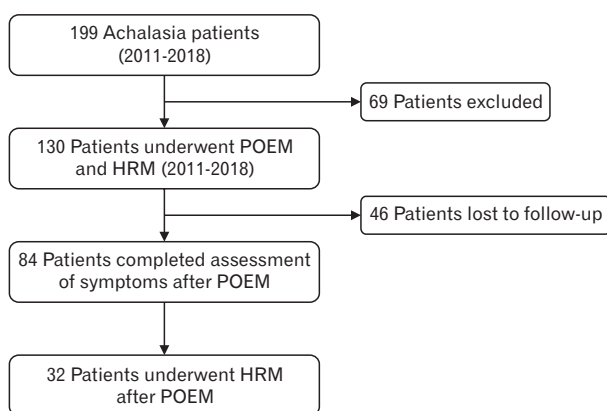 199 Achalasia patients
(2011-2018)
69 Patients excluded
130 Patients underwent POEM
and HRM (2011-2018)
46 Patients lost to follow-up
84 Patients completed assessment
of symptoms after POEM
32 Patients underwent HRM
after POEM